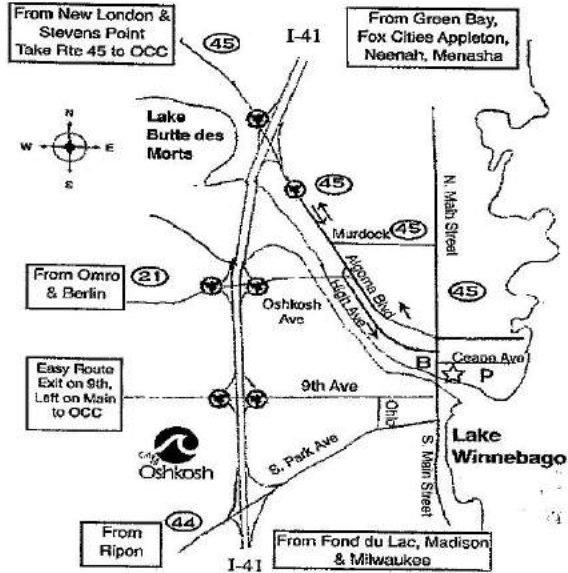 From New London &
Stevens Point
Take Rte 45 to OCC
45
I-41
From Green Bay,
Fox Cities Appleton,
Neenah, Menasha
Lake
Butte des
Morts
N
W
E
S
45
Murdock
45
N. Main Street
Algoma Blvd
High Ave
45
From Omro
& Berlin
21
Oshkosh
Ave
B
Ceape Ave
P
Easy Route
Exit on 9th,
Left on Main
to OCC
9th Ave
Ohio
S. Park Ave
S. Main Street
Lake
Winnebago
Oshkosh
44
From
Ripon
I-41
From Fond du Lac, Madison
& Milwaukee